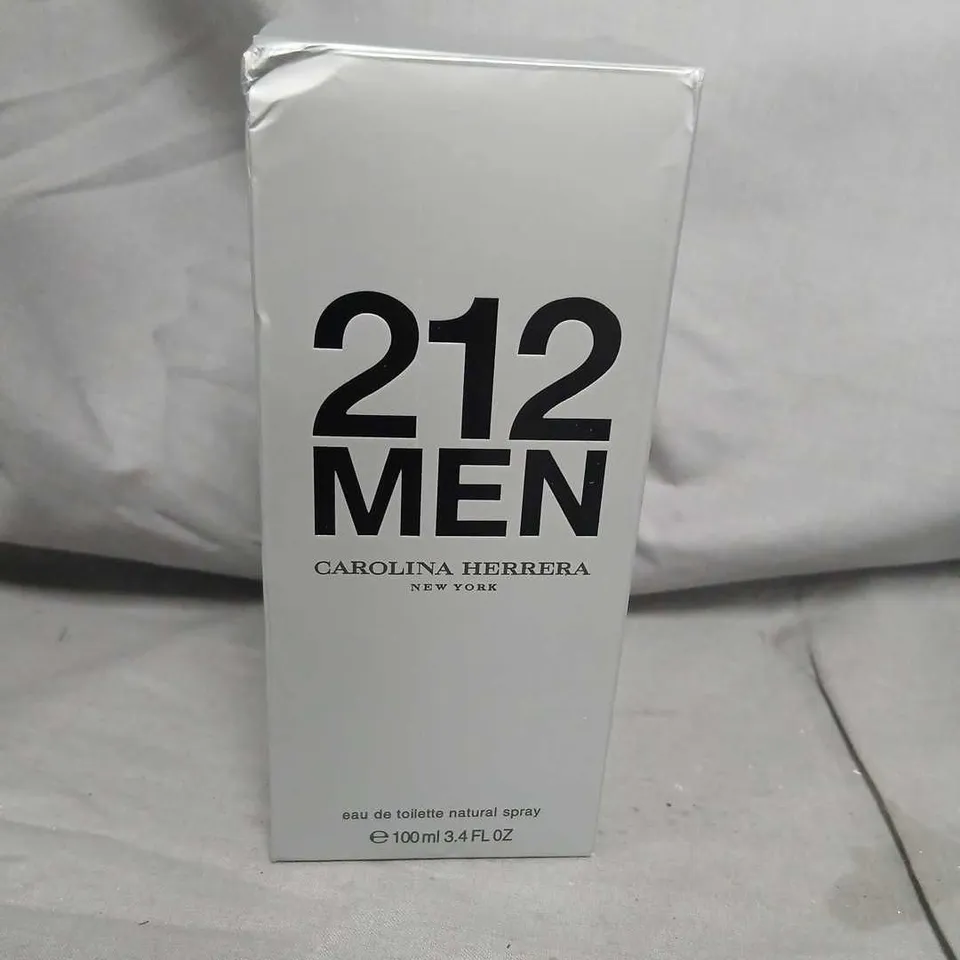 212
MEN
CAROLINA HERRERA
NEW YORK
eau de toilette natural spray
℮ 100 ml 3.4 FL OZ